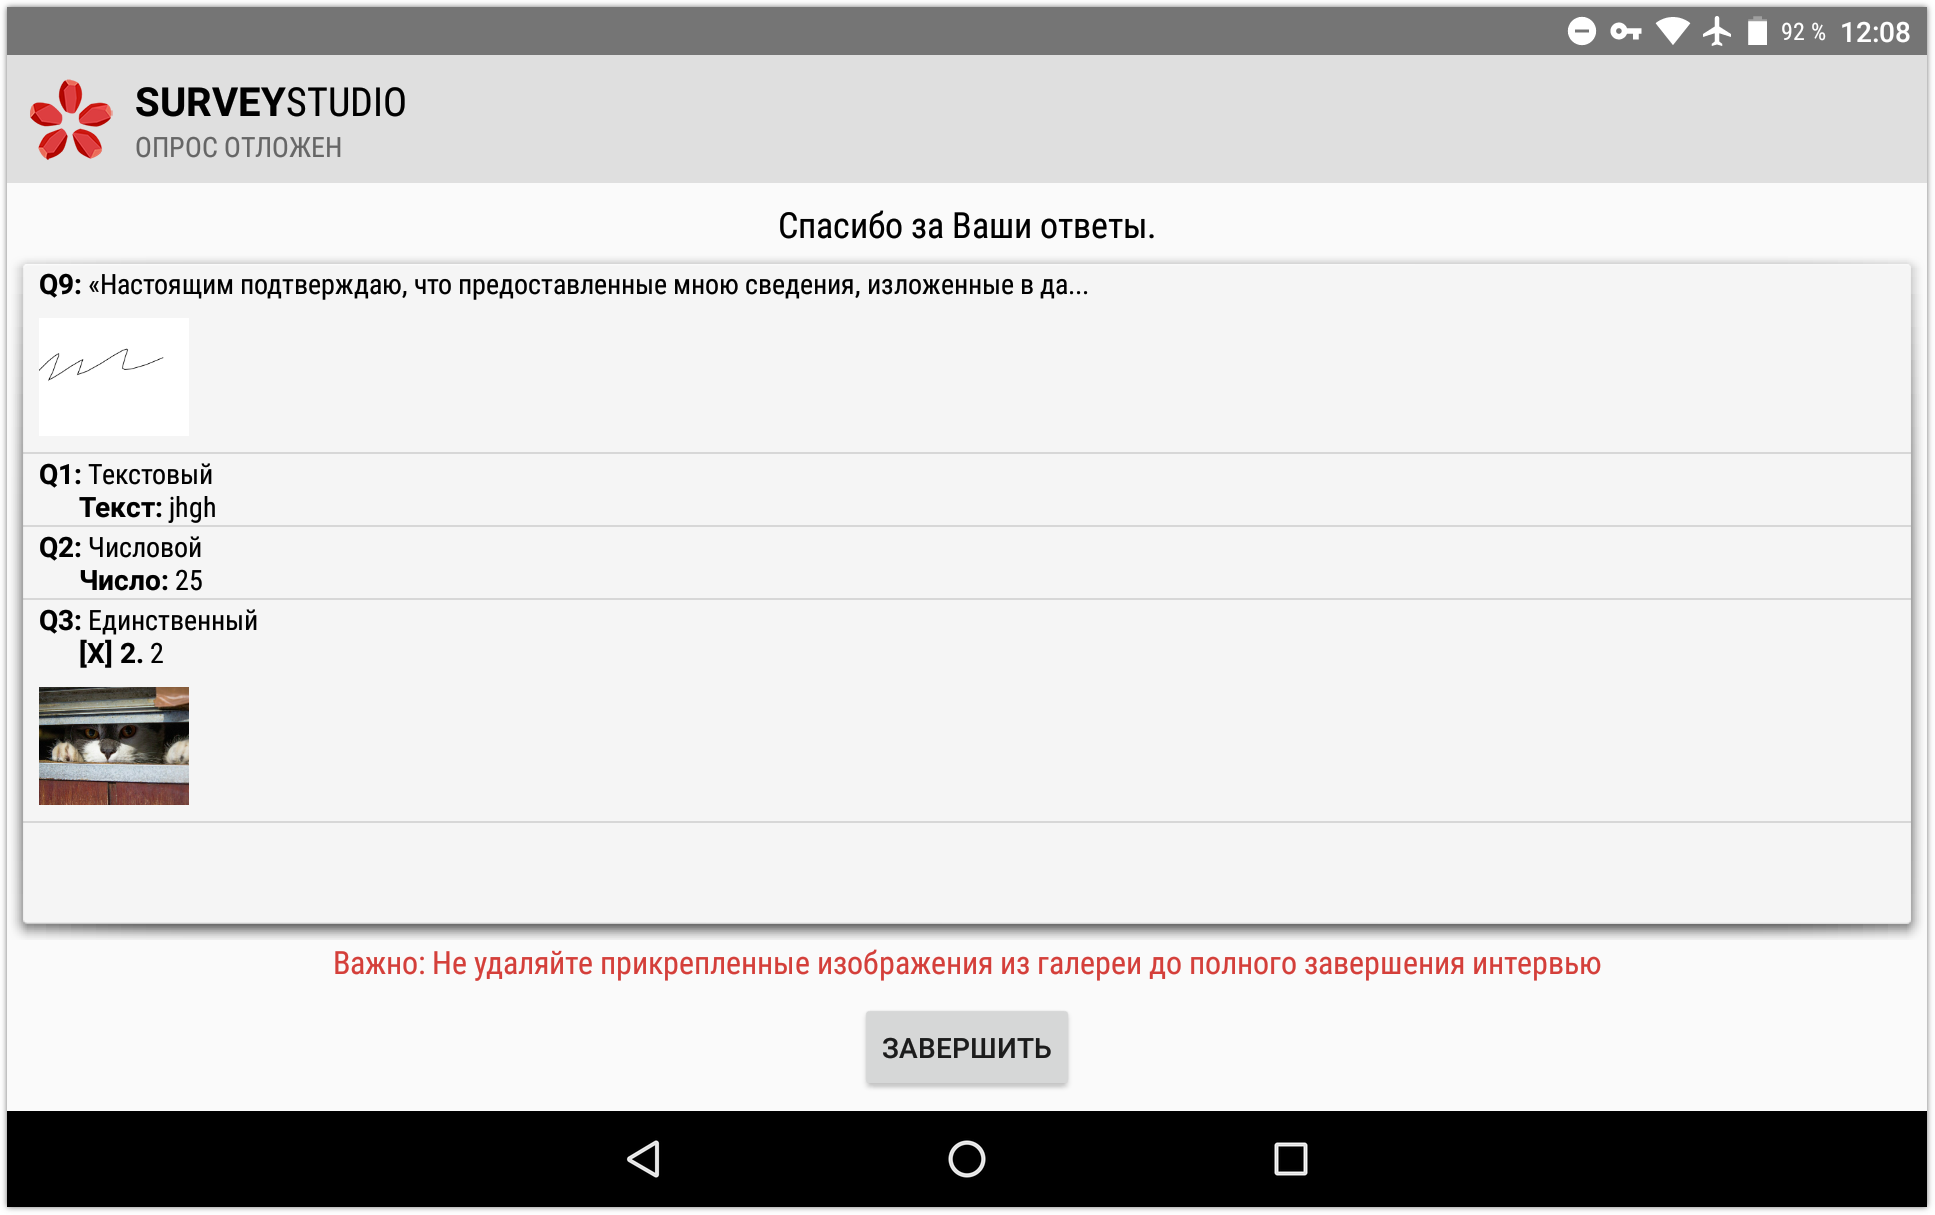 92 % 12:08
SURVEYSTUDIO
ОПРОС ОТЛОЖЕН
Спасибо за Ваши ответы.
Q9: «Настоящим подтверждаю, что предоставленные мною сведения, изложенные в да...
Q1: Текстовый
Текст: jhgh
Q2: Числовой
Число: 25
Q3: Единственный
[X] 2. 2
Важно: Не удаляйте прикрепленные изображения из галереи до полного завершения интервью
ЗАВЕРШИТЬ